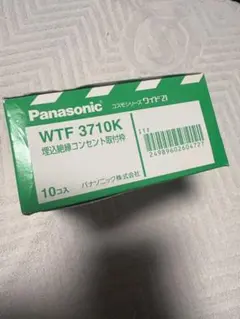 Panasonic
コスモシリーズ ワイド21
WTF 3710K
埋込絶縁コンセント取付枠
10コ入
パナソニック株式会社